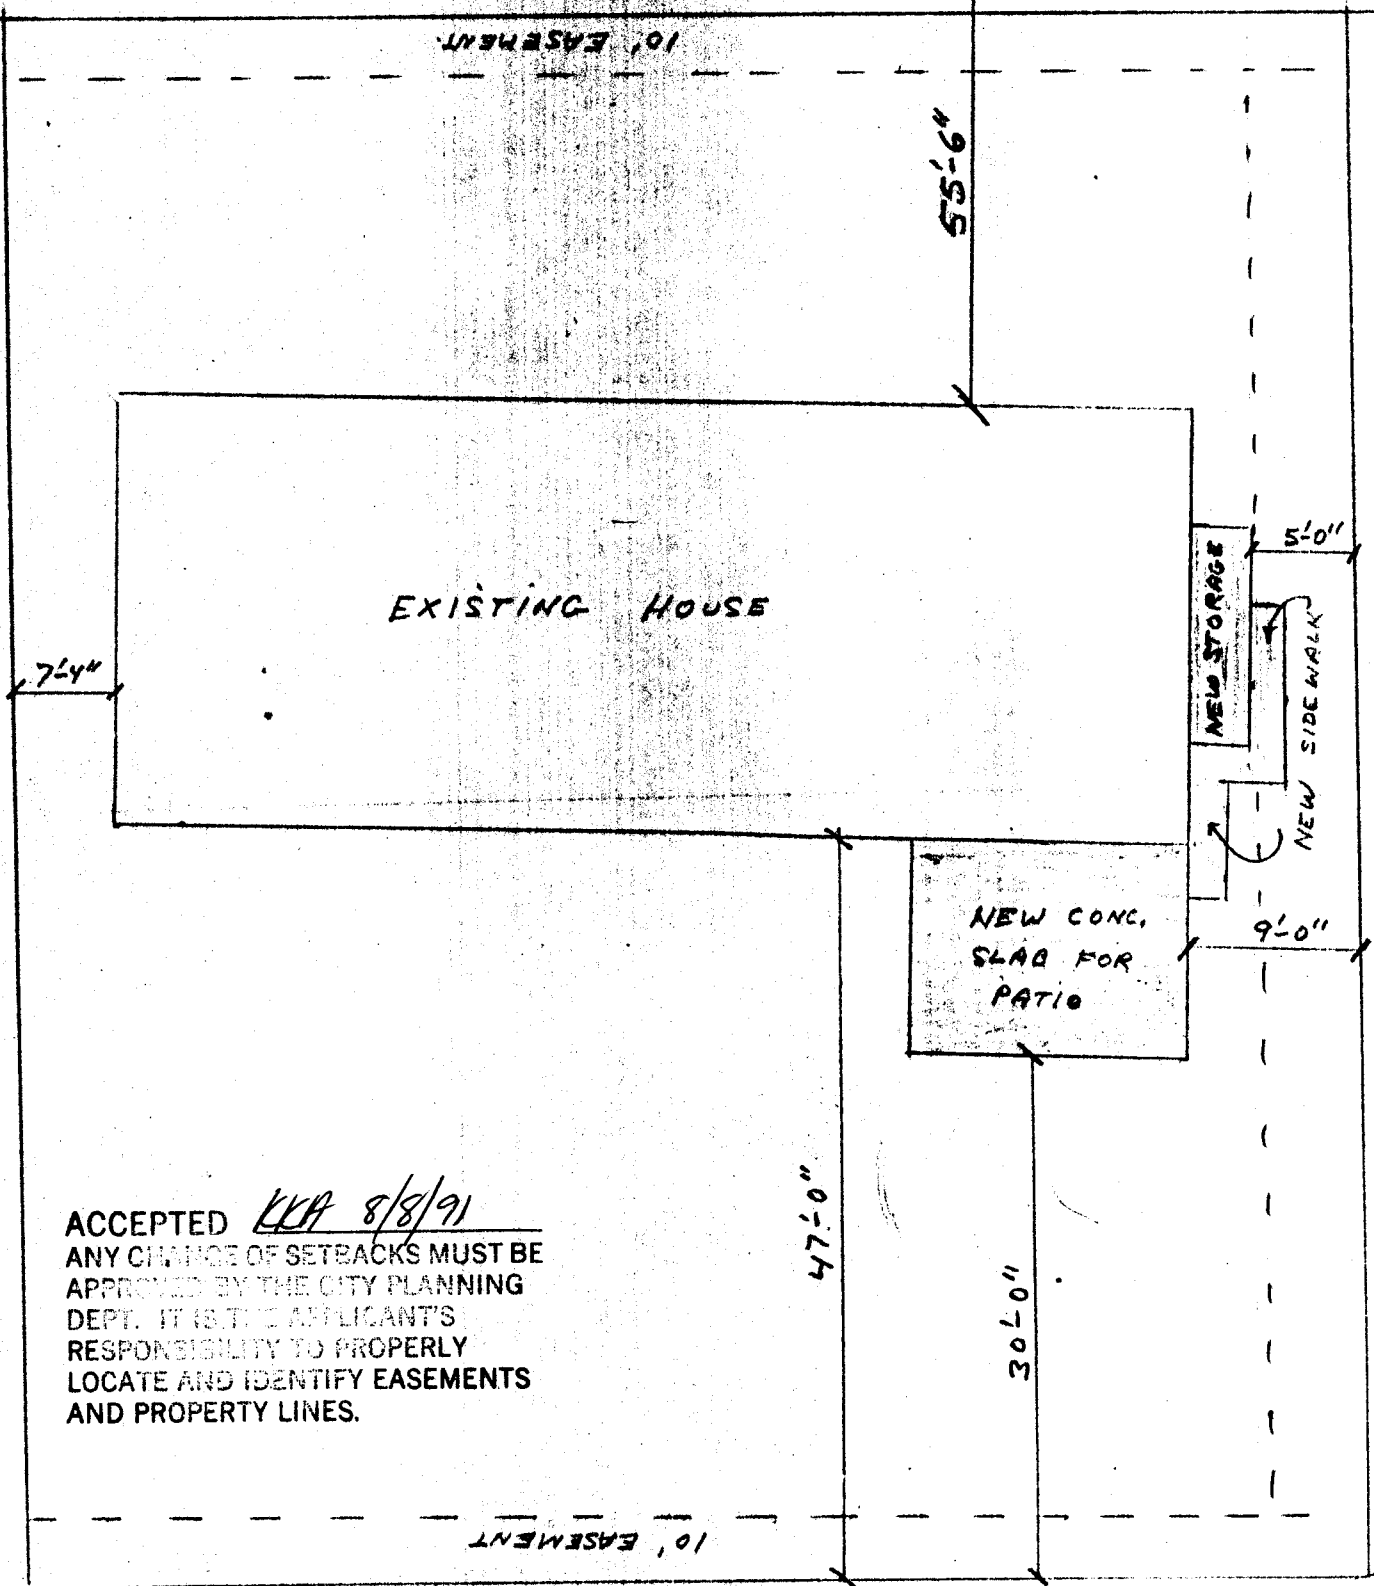 10' EASEMENT
55'-6"
5'-0"
EXISTING HOUSE
NEW STORAGE
7'-4"
NEW SIDEWALK
NEW CONC.
SLAB FOR
PATIO
9'-0"
47'-0"
30'-0"
ACCEPTED KKA 8/8/91
ANY CHANGE OF SETBACKS MUST BE
APPROVED BY THE CITY PLANNING
DEPT. IT IS THE APPLICANT'S
RESPONSIBILITY TO PROPERLY
LOCATE AND IDENTIFY EASEMENTS
AND PROPERTY LINES.
10' EASEMENT